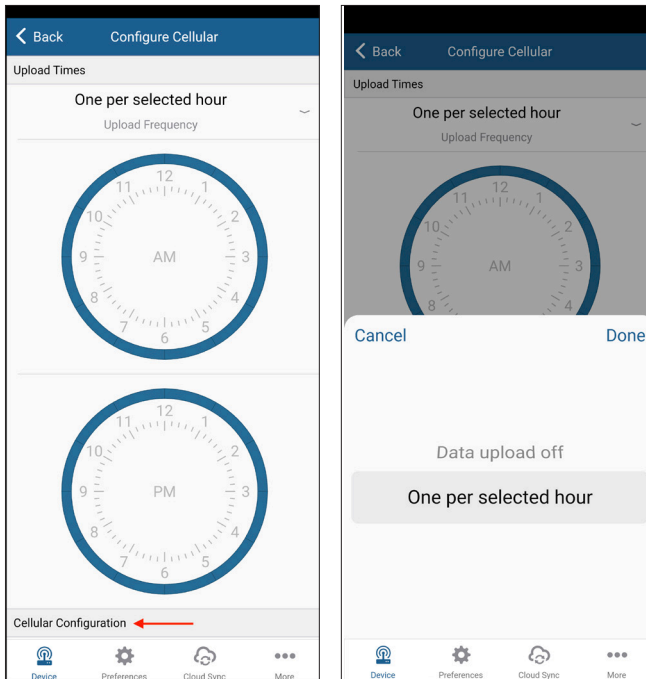 Back Configure Cellular
Upload Times
One per selected hour
Upload Frequency
12
11 1
10 2
9 AM 3
8 4
7 5
6
12
11 1
10 2
9 PM 3
8 4
7 5
6
Cellular Configuration
Device Preferences Cloud Sync More
Back Configure Cellular
Upload Times
One per selected hour
Upload Frequency
12
11 1
10 2
9 AM 3
8 4
Cancel Done
Data upload off
One per selected hour
Device Preferences Cloud Sync More